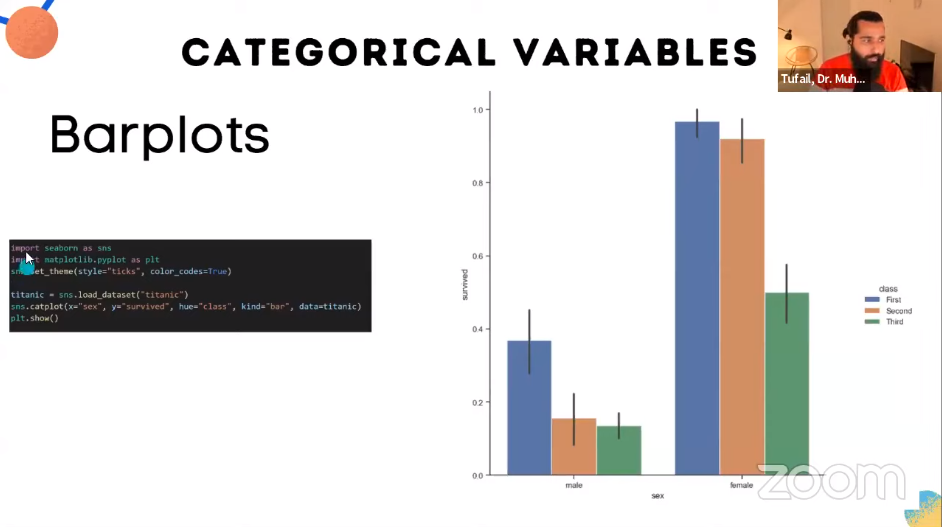 CATEGORICAL VARIABLES
Tufail, Dr. Muh...
Barplots
import seaborn as sns
import matplotlib.pyplot as plt
set_theme(style="ticks", color_codes=True)
titanic = sns.load_dataset("titanic")
sns.catplot(x="sex", y="survived", hue="class", kind="bar", data=titanic)
plt.show()
1.0
0.8
0.6
0.4
0.2
0.0
survived
male
female
sex
class
First
Second
Third
zoom